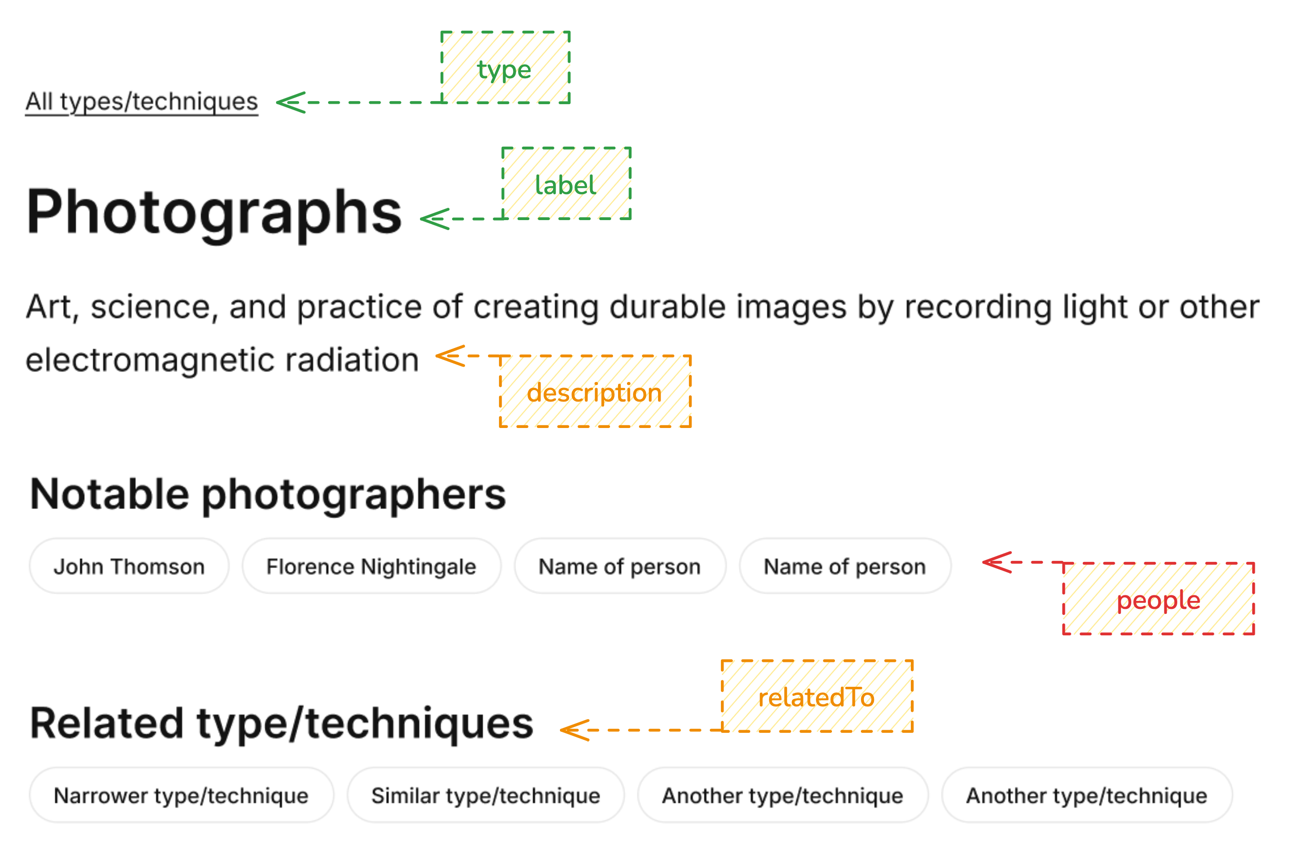 type
All types/techniques
label
Photographs
Art, science, and practice of creating durable images by recording light or other
electromagnetic radiation
description
Notable photographers
John Thomson Florence Nightingale Name of person Name of person
people
relatedTo
Related type/techniques
Narrower type/technique Similar type/technique Another type/technique Another type/technique